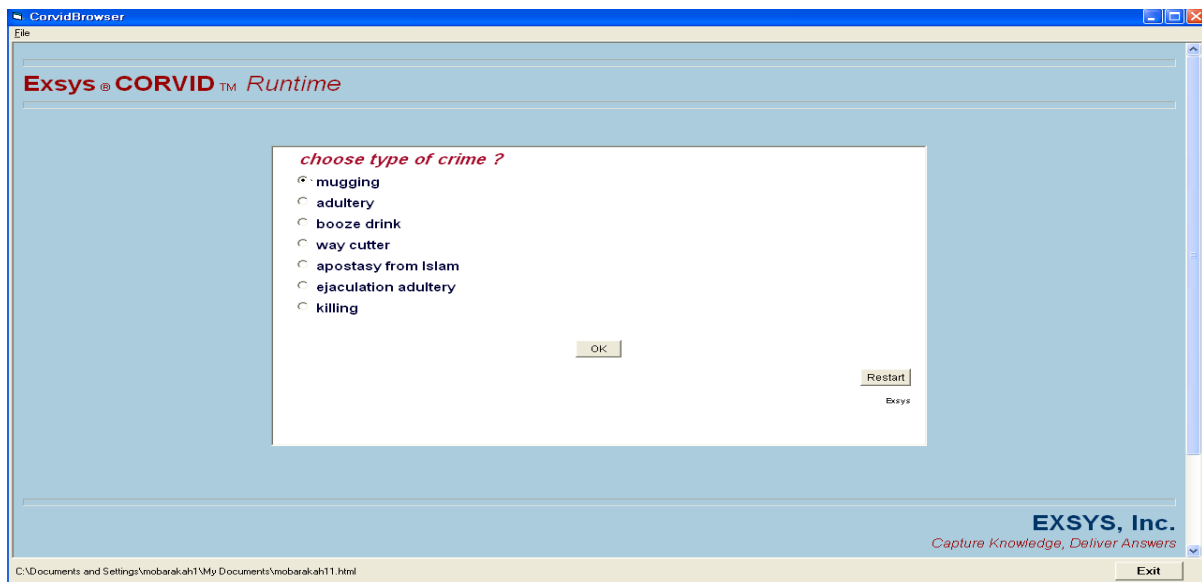 CorvidBrowser
File
Exsys ® CORVID TM Runtime
choose type of crime ?
mugging
adultery
booze drink
way cutter
apostasy from Islam
ejaculation adultery
killing
OK
Restart
Exsys
EXSYS, Inc.
Capture Knowledge, Deliver Answers
C:\Documents and Settings\mobarakah1\My Documents\mobarakah11.html
Exit